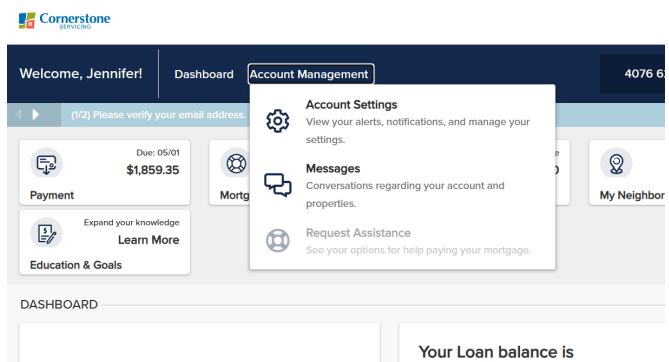 Cornerstone
SERVICING
Welcome, Jennifer!
Dashboard
Account Management
4076 6
(1/2) Please verify your email address.
Account Settings
View your alerts, notifications, and manage your
settings.
Messages
Conversations regarding your account and
properties.
Request Assistance
See your options for help paying your mortgage.
Due: 05/01
$1,859.35
Payment
Mortg
My Neighbor
Expand your knowledge
Learn More
Education & Goals
DASHBOARD
Your Loan balance is